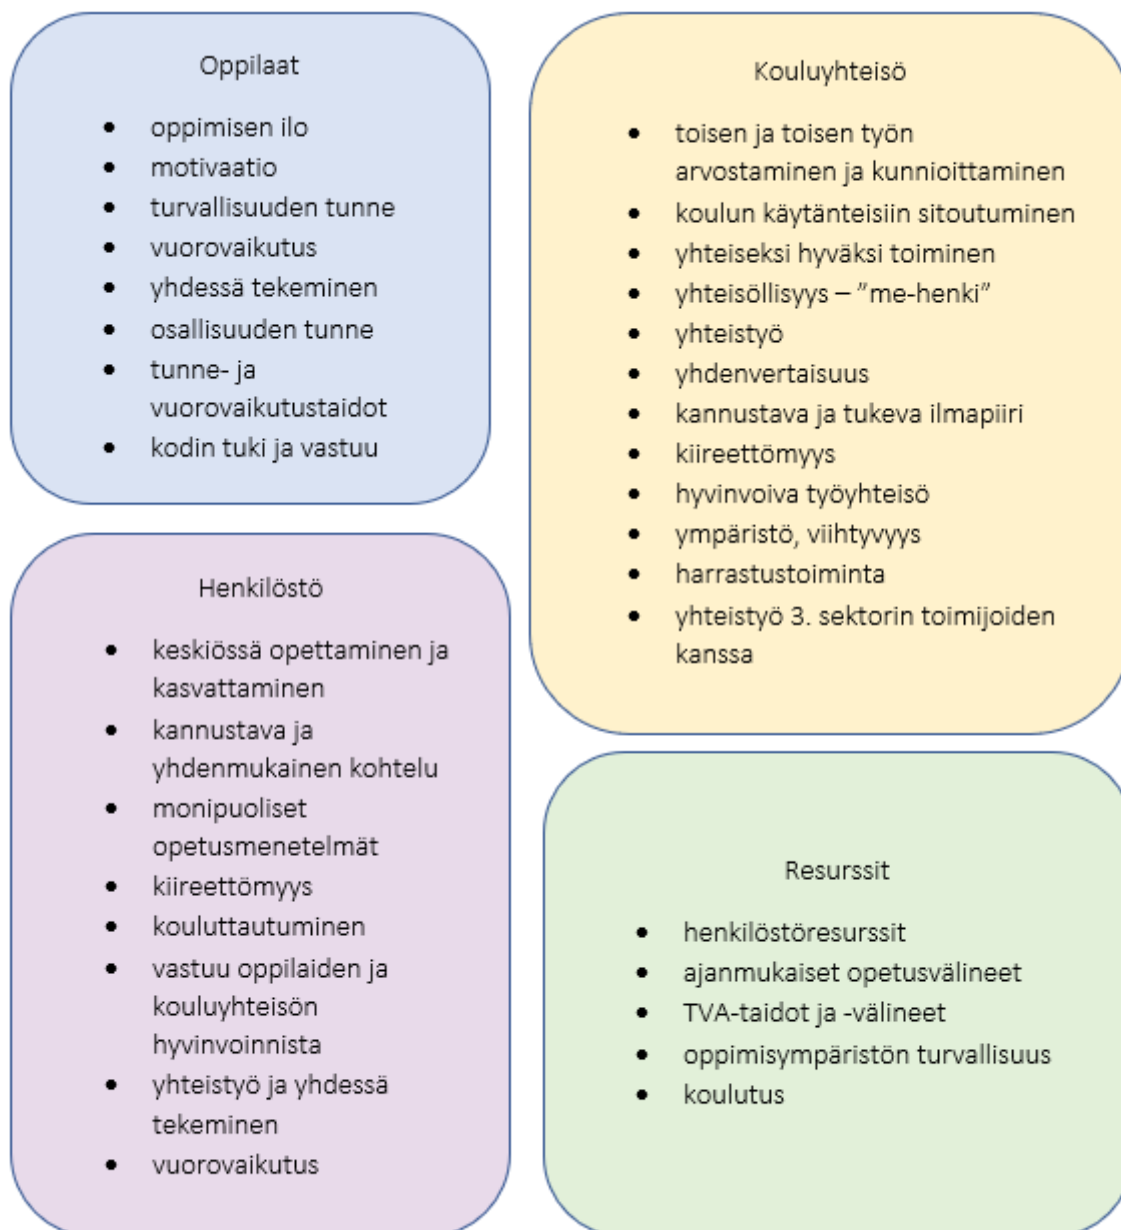 Oppilaat
• oppimisen ilo
• motivaatio
• turvallisuuden tunne
• vuorovaikutus
• yhdessä tekeminen
• osallisuuden tunne
• tunne- ja
vuorovaikutustaidot
• kodin tuki ja vastuu
Kouluyhteisö
• toisen ja toisen työn
arvostaminen ja kunnioittaminen
• koulun käytänteisiin sitoutuminen
• yhteiseksi hyväksi toiminen
• yhteisöllisyys – ”me-henki”
• yhteistyö
• yhdenvertaisuus
• kannustava ja tukeva ilmapiiri
• kiireettömyys
• hyvinvoiva työyhteisö
• ympäristö, viihtyvyys
• harrastustoiminta
• yhteistyö 3. sektorin toimijoiden
kanssa
Henkilöstö
• keskiössä opettaminen ja
kasvattaminen
• kannustava ja
yhdenmukainen kohtelu
• monipuoliset
opetusmenetelmät
• kiireettömyys
• kouluttautuminen
• vastuu oppilaiden ja
kouluyhteisön
hyvinvoinnista
• yhteistyö ja yhdessä
tekeminen
• vuorovaikutus
Resurssit
• henkilöstöresurssit
• ajanmukaiset opetusvälineet
• TVA-taidot ja -välineet
• oppimisympäristön turvallisuus
• koulutus